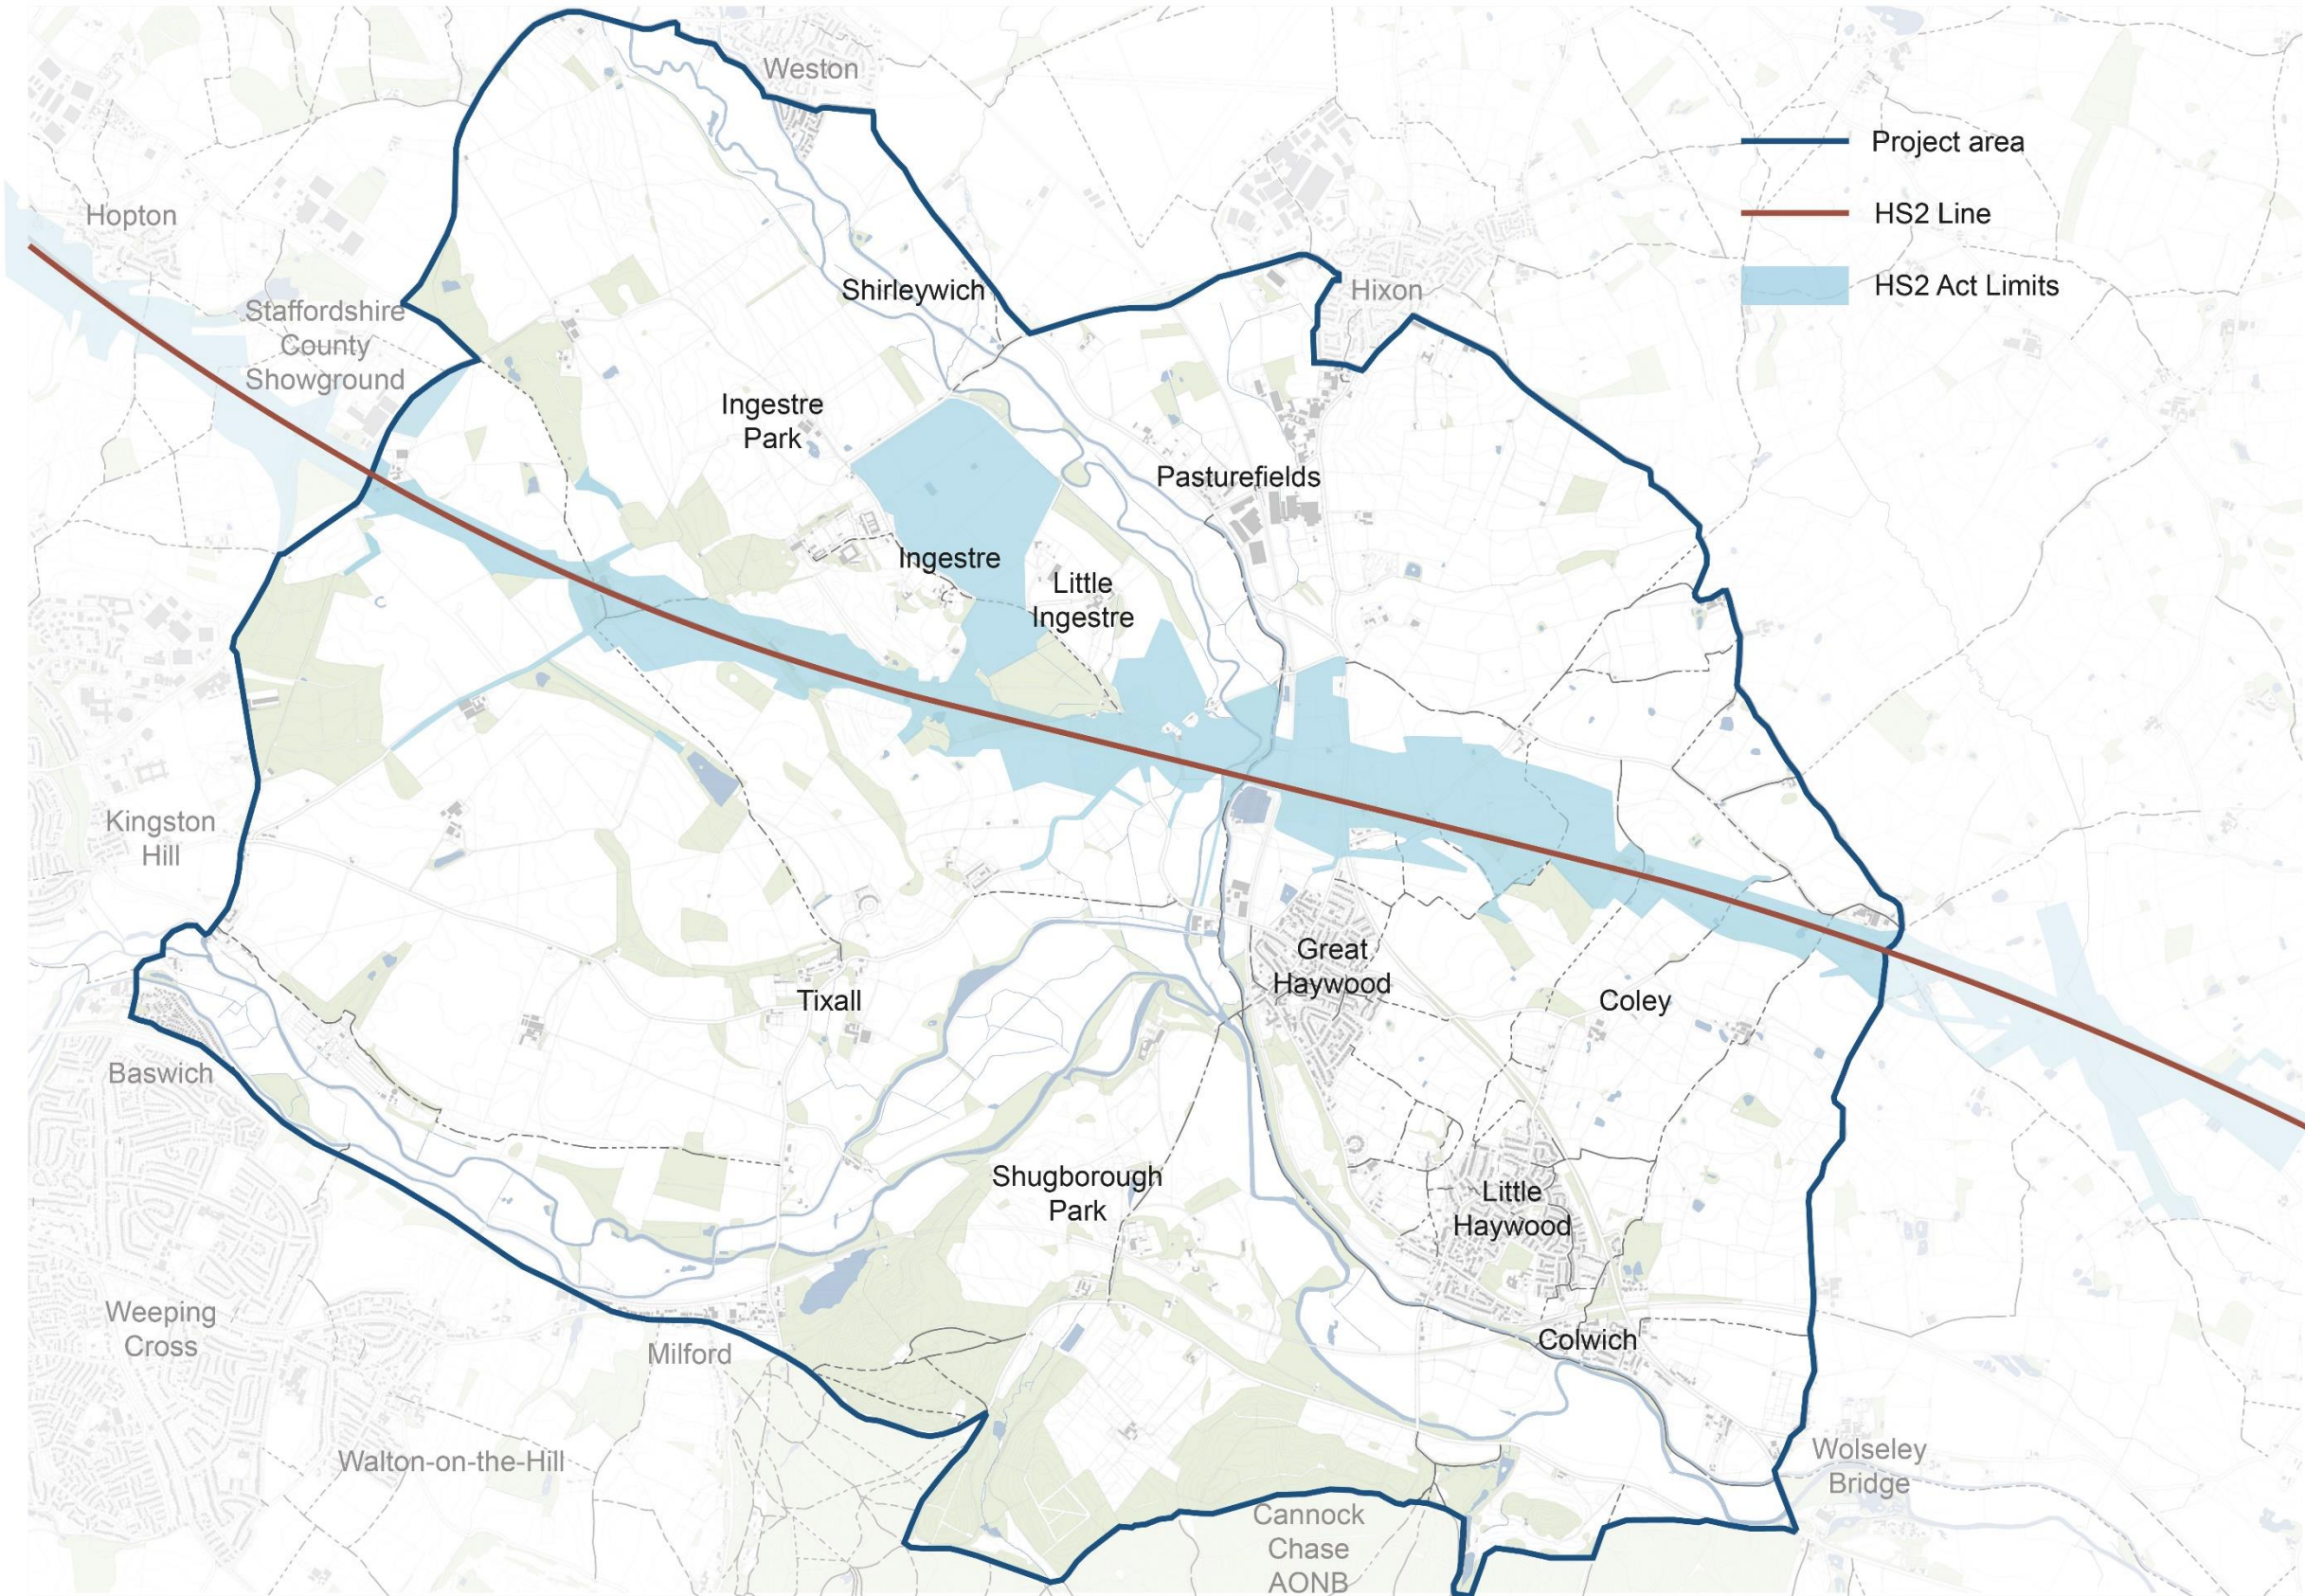 Weston
Project area
HS2 Line
HS2 Act Limits
Hopton
Staffordshire
County
Showground
Shirleywich
Hixon
Ingestre
Park
Pasturefields
Ingestre
Little
Ingestre
Kingston
Hill
Great
Haywood
Tixall
Coley
Baswich
Shugborough
Park
Little
Haywood
Weeping
Cross
Milford
Colwich
Walton-on-the-Hill
Wolseley
Bridge
Cannock
Chase
AONB